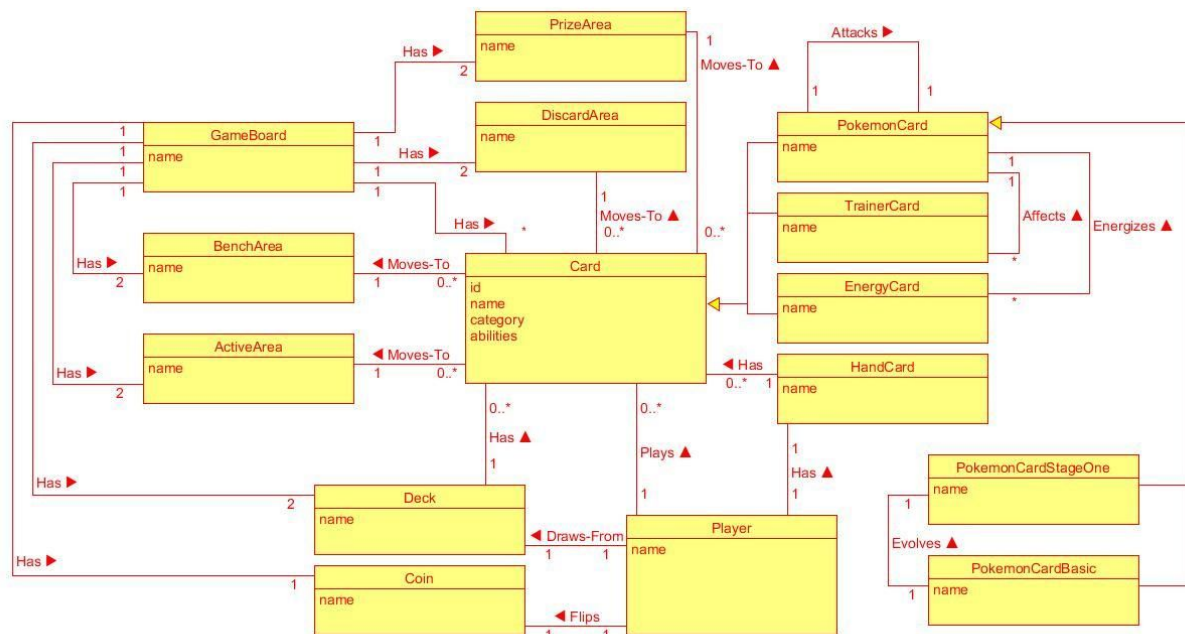 PrizeArea
name
Has ▶
1
2
1
Moves-To ▲
0..*
DiscardArea
name
Has ▶
1
2
1
Moves-To ▲
0..*
GameBoard
name
1
1
1
1
Has ▶
1
*
BenchArea
name
Has ▶
2
◀ Moves-To
1
0..*
ActiveArea
name
Has ▶
2
◀ Moves-To
1
0..*
Card
id
name
category
abilities
Attacks ▶
1
1
PokemonCard
name
1
1
TrainerCard
name
Affects ▲
*
Energizes ▲
EnergyCard
name
*
HandCard
name
◀ Has
0..*
1
0..*
Has ▲
1
0..*
Plays ▲
1
1
Has ▲
1
Deck
name
Has ▶
2
◀ Draws-From
1
1
Player
name
Coin
name
Has ▶
1
◀ Flips
1
1
PokemonCardStageOne
name
1
Evolves ▲
1
PokemonCardBasic
name